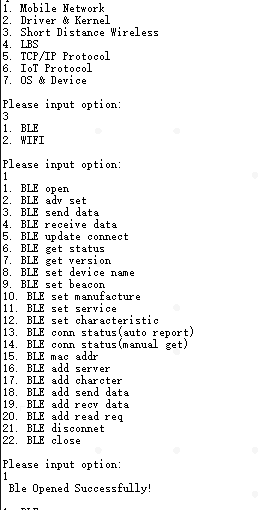 1. Mobile Network
2. Driver & Kernel
3. Short Distance Wireless
4. LBS
5. TCP/IP Protocol
6. IoT Protocol
7. OS & Device
Please input option:
3
1. BLE
2. WIFI
Please input option:
1
1. BLE open
2. BLE adv set
3. BLE send data
4. BLE receive data
5. BLE update connect
6. BLE get status
7. BLE get version
8. BLE set device name
9. BLE set beacon
10. BLE set manufacture
11. BLE set service
12. BLE set characteristic
13. BLE conn status(auto report)
14. BLE conn status(manual get)
15. BLE mac addr
16. BLE add server
17. BLE add charcter
18. BLE add send data
19. BLE add recv data
20. BLE add read req
21. BLE disconnet
22. BLE close
Please input option:
1
Ble Opened Successfully!